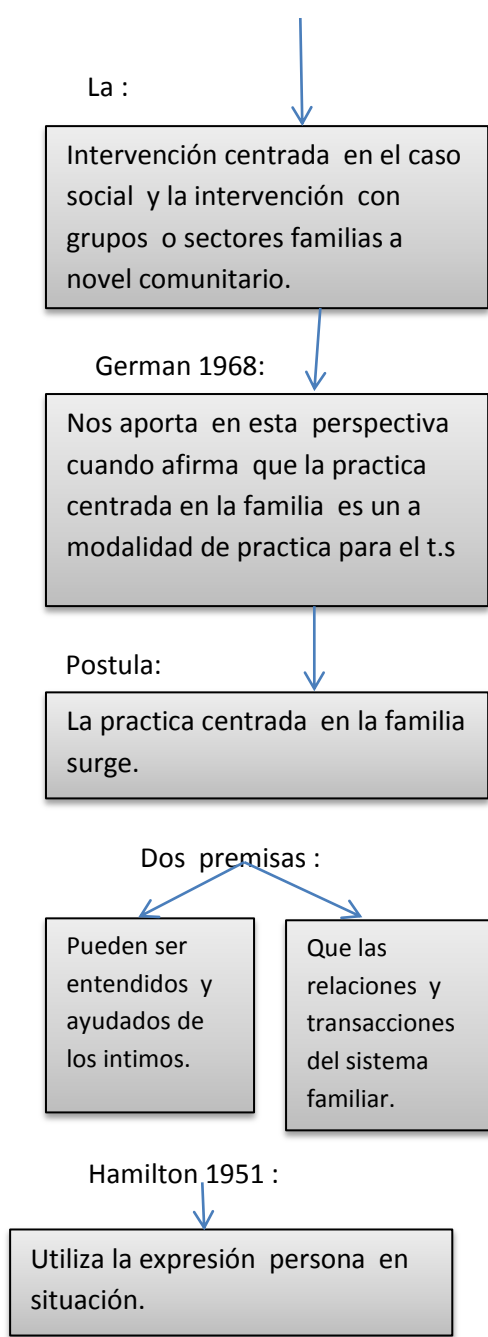 La :
Intervención centrada en el caso
social y la intervención con
grupos o sectores familias a
novel comunitario.
German 1968:
Nos aporta en esta perspectiva
cuando afirma que la practica
centrada en la familia es un a
modalidad de practica para el t.s
Postula:
La practica centrada en la familia
surge.
Dos premisas :
Pueden ser
entendidos y
ayudados de
los intimos.
Que las
relaciones y
transacciones
del sistema
familiar.
Hamilton 1951 :
Utiliza la expresión persona en
situación.